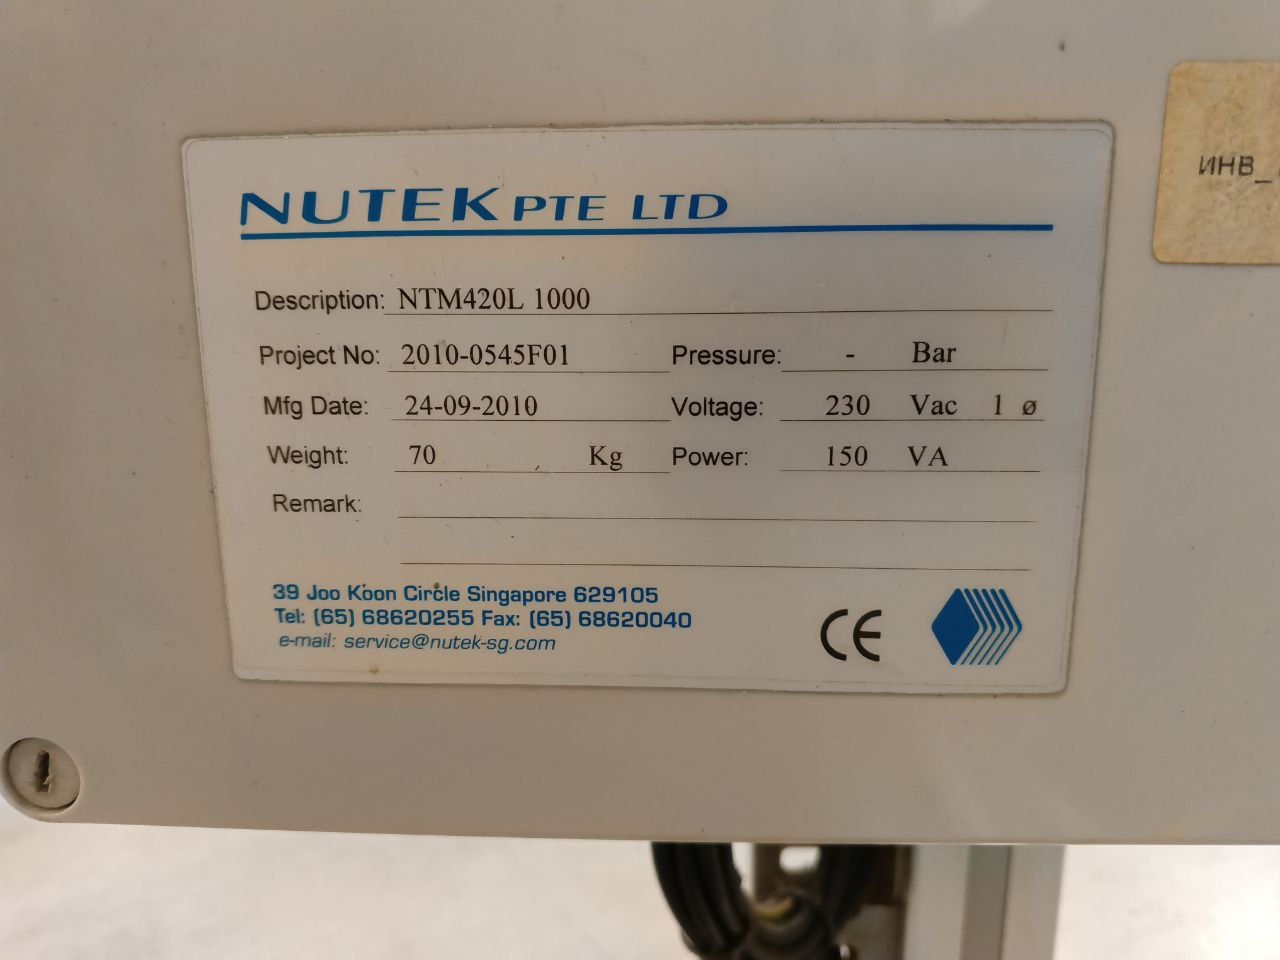 NUTEK PTE LTD
Description: NTM420L 1000
Project No: 2010-0545F01 Pressure: - Bar
Mfg Date: 24-09-2010 Voltage: 230 Vac 1 ø
Weight: 70 Kg Power: 150 VA
Remark:
39 Joo Koon Circle Singapore 629105
Tel: (65) 68620255 Fax: (65) 68620040
e-mail: service@nutek-sg.com
CE
ИНВ_